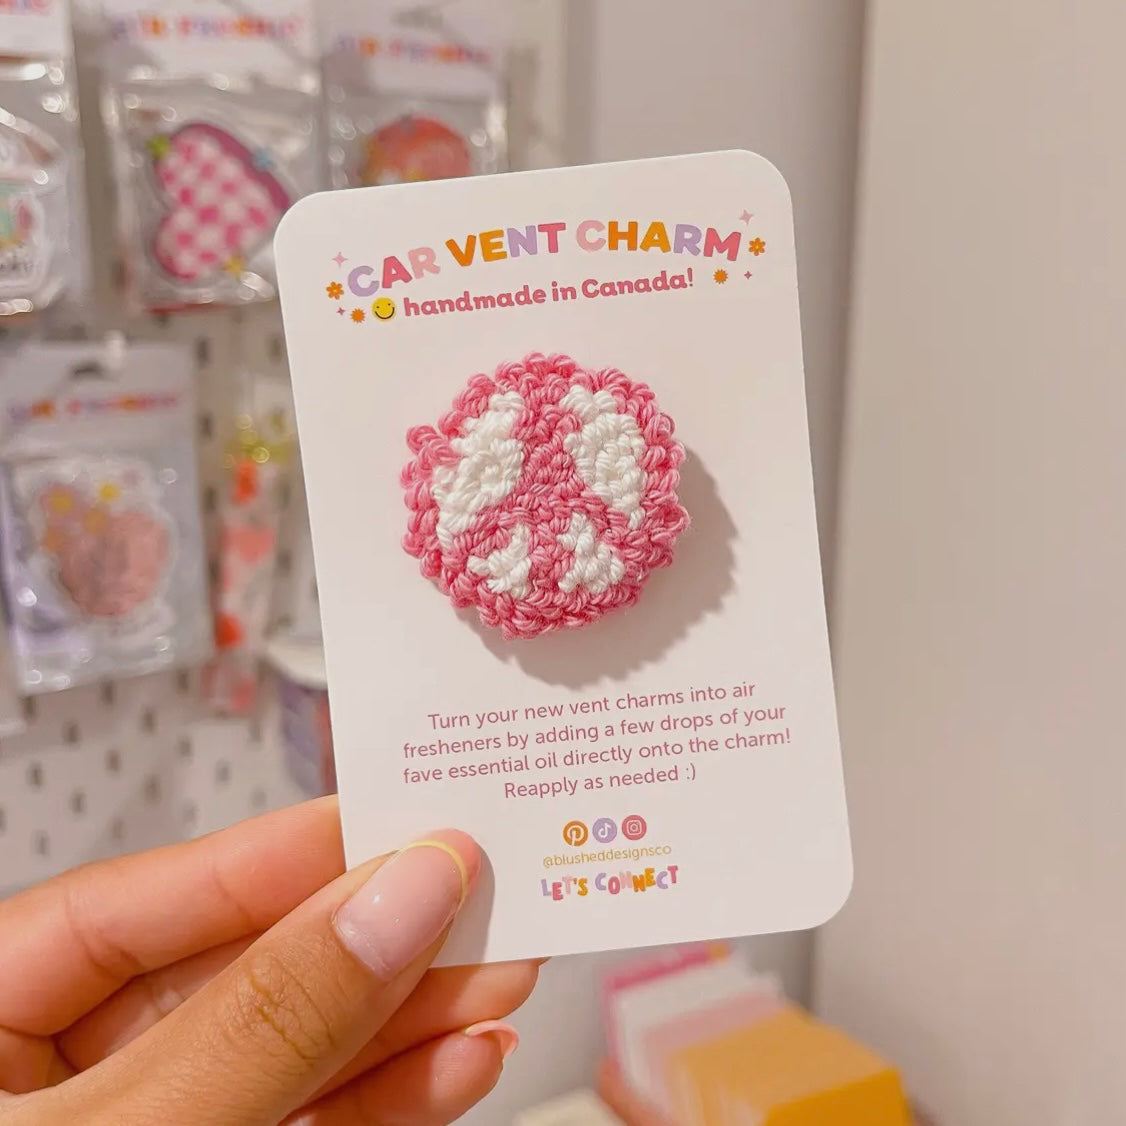 CAR VENT CHARM
handmade in Canada!
Turn your new vent charms into air
fresheners by adding a few drops of your
fave essential oil directly onto the charm!
Reapply as needed :)
@blusheddesignsco
LET'S CONNECT